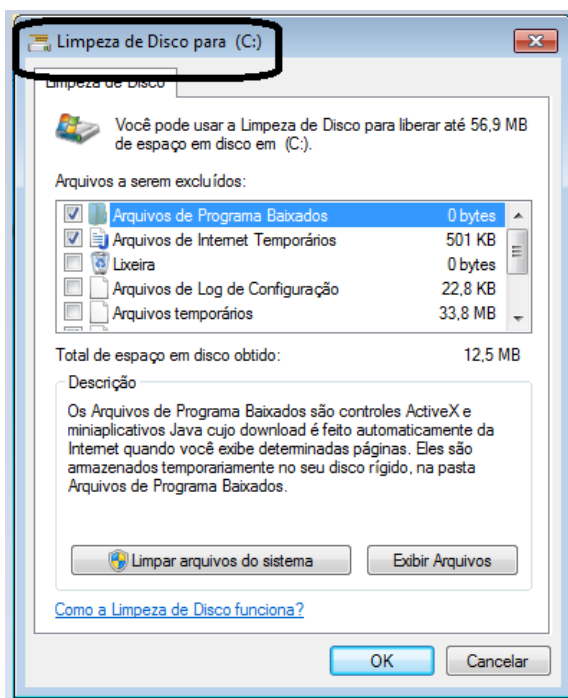 Limpeza de Disco para (C:)
Limpeza de Disco
Você pode usar a Limpeza de Disco para liberar até 56,9 MB
de espaço em disco em (C:).
Arquivos a serem excluídos:
Arquivos de Programa Baixados 0 bytes
Arquivos de Internet Temporários 501 KB
Lixeira 0 bytes
Arquivos de Log de Configuração 22,8 KB
Arquivos temporários 33,8 MB
Total de espaço em disco obtido: 12,5 MB
Descrição
Os Arquivos de Programa Baixados são controles ActiveX e
miniaplicativos Java cujo download é feito automaticamente da
Internet quando você exibe determinadas páginas. Eles são
armazenados temporariamente no seu disco rígido, na pasta
Arquivos de Programa Baixados.
Limpar arquivos do sistema Exibir Arquivos
Como a Limpeza de Disco funciona?
OK Cancelar